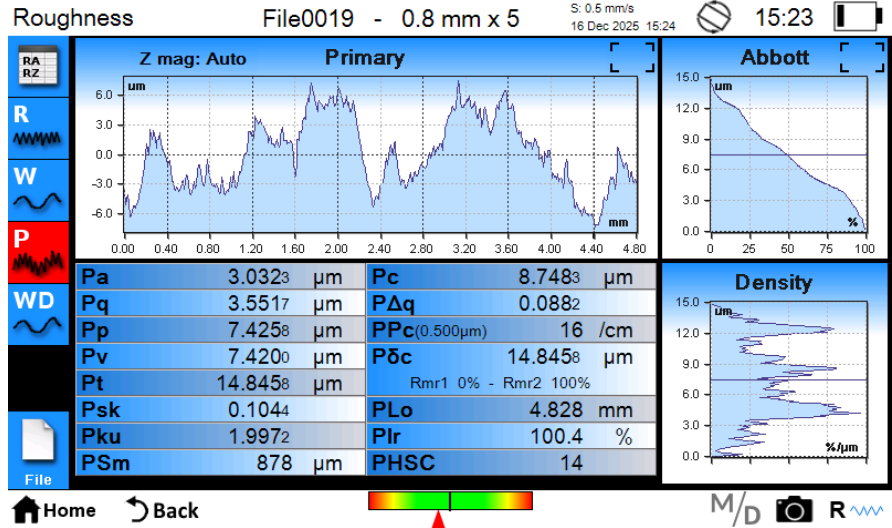 Roughness File0019 - 0.8 mm x 5 S: 0.5 mm/s 15:23
16 Dec 2025 15:24
RA
RZ
R
W
P
WD
File
Z mag: Auto Primary
um
6.0
3.0
0.0
-3.0
-6.0
mm
0.00 0.40 0.80 1.20 1.60 2.00 2.40 2.80 3.20 3.60 4.00 4.40 4.80
Abbott
15.0
um
12.0
9.0
6.0
3.0
0.0
%
0 25 50 75 100
Pa 3.0323 µm
Pq 3.5517 µm
Pp 7.4258 µm
Pv 7.4200 µm
Pt 14.8458 µm
Psk 0.1044
Pku 1.9972
PSm 878 µm
Pc 8.7483 µm
PΔq 0.0882
PPc(0.500µm) 16 /cm
Pδc 14.8458 µm
Rmr1 0% - Rmr2 100%
PLo 4.828 mm
Plr 100.4 %
PHSC 14
Density
15.0
um
12.0
9.0
6.0
3.0
0.0
%/µm
Home Back M/D R